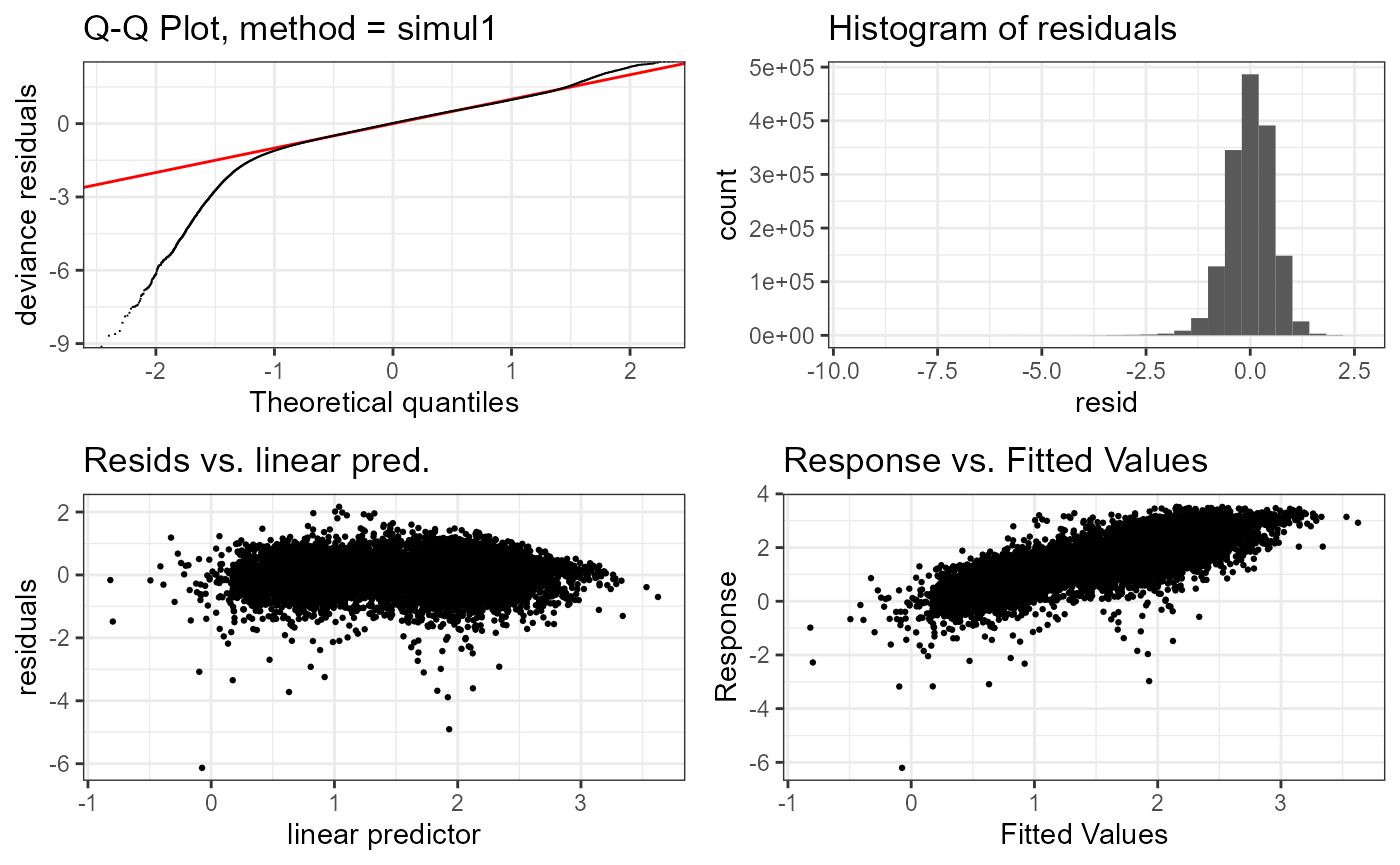 Q-Q Plot, method = simul1
deviance residuals
0
-3
-6
-9
-2 -1 0 1 2
Theoretical quantiles
Histogram of residuals
count
5e+05
4e+05
3e+05
2e+05
1e+05
0e+00
-10.0 -7.5 -5.0 -2.5 0.0 2.5
resid
Resids vs. linear pred.
residuals
2
0
-2
-4
-6
-1 0 1 2 3
linear predictor
Response vs. Fitted Values
Response
4
2
0
-2
-4
-6
-1 0 1 2 3
Fitted Values